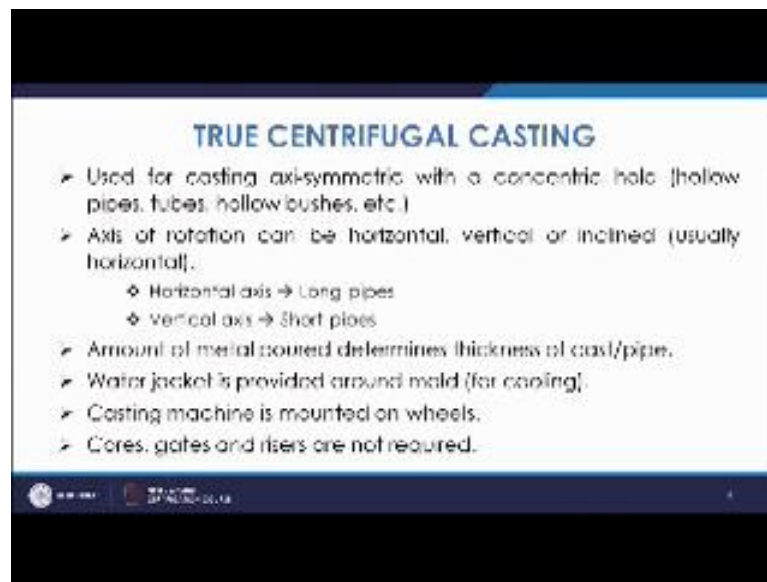 TRUE CENTRIFUGAL CASTING
➤ Used for casting axi-symmetric with a concentric hole (hollow
pipes, tubes, hollow bushes, etc.)
➤ Axis of rotation can be horizontal, vertical or inclined (usually
horizontal).
❖ Horizontal axis → Long pipes
❖ Vertical axis → Short pipes
➤ Amount of metal poured determines thickness of cast/pipe.
➤ Water jacket is provided around mold (for cooling).
➤ Casting machine is mounted on wheels.
➤ Cores, gates and risers are not required.